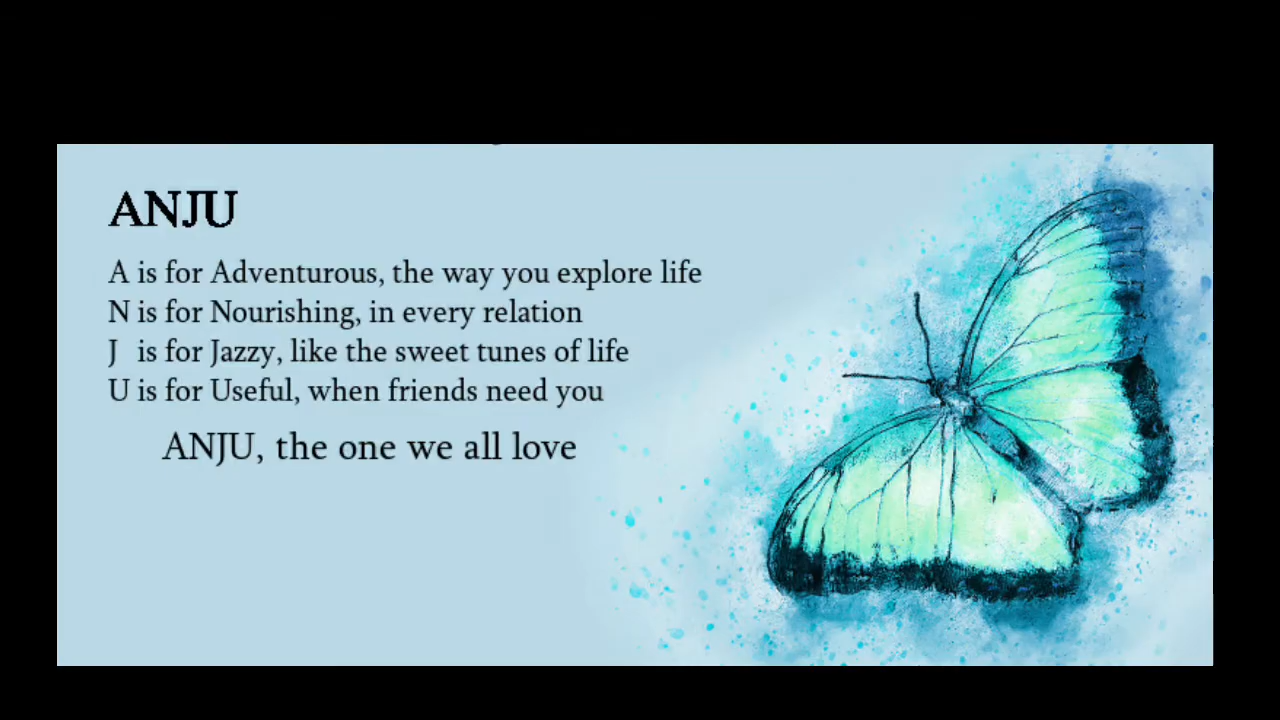 ANJU
A is for Adventurous, the way you explore life
N is for Nourishing, in every relation
J is for Jazzy, like the sweet tunes of life
U is for Useful, when friends need you
ANJU, the one we all love